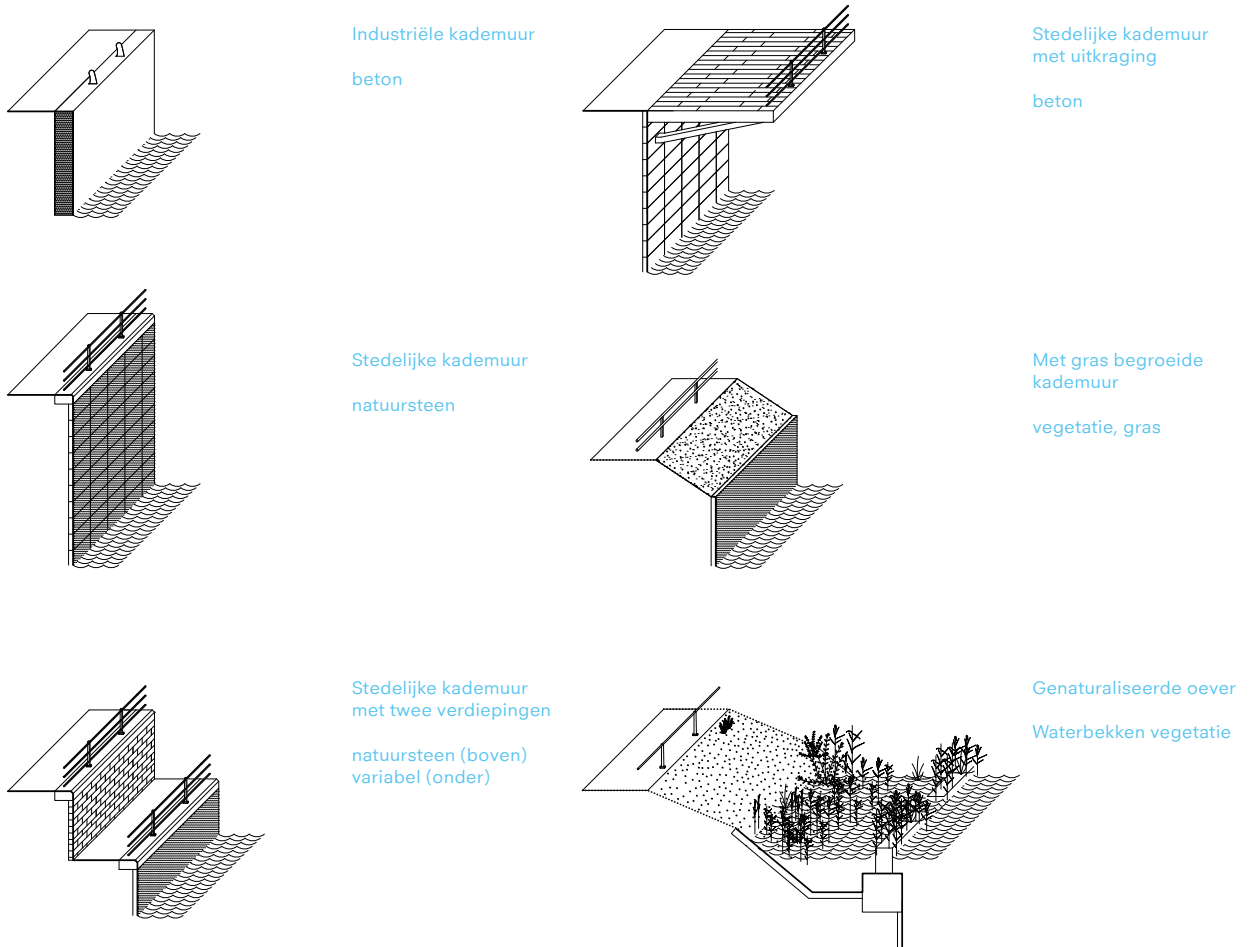 Industriële kademuur
beton
Stedelijke kademuur
met uitkraging
beton
Stedelijke kademuur
natuursteen
Met gras begroeide
kademuur
vegetatie, gras
Stedelijke kademuur
met twee verdiepingen
natuursteen (boven)
variabel (onder)
Genaturaliseerde oever
Waterbekken vegetatie